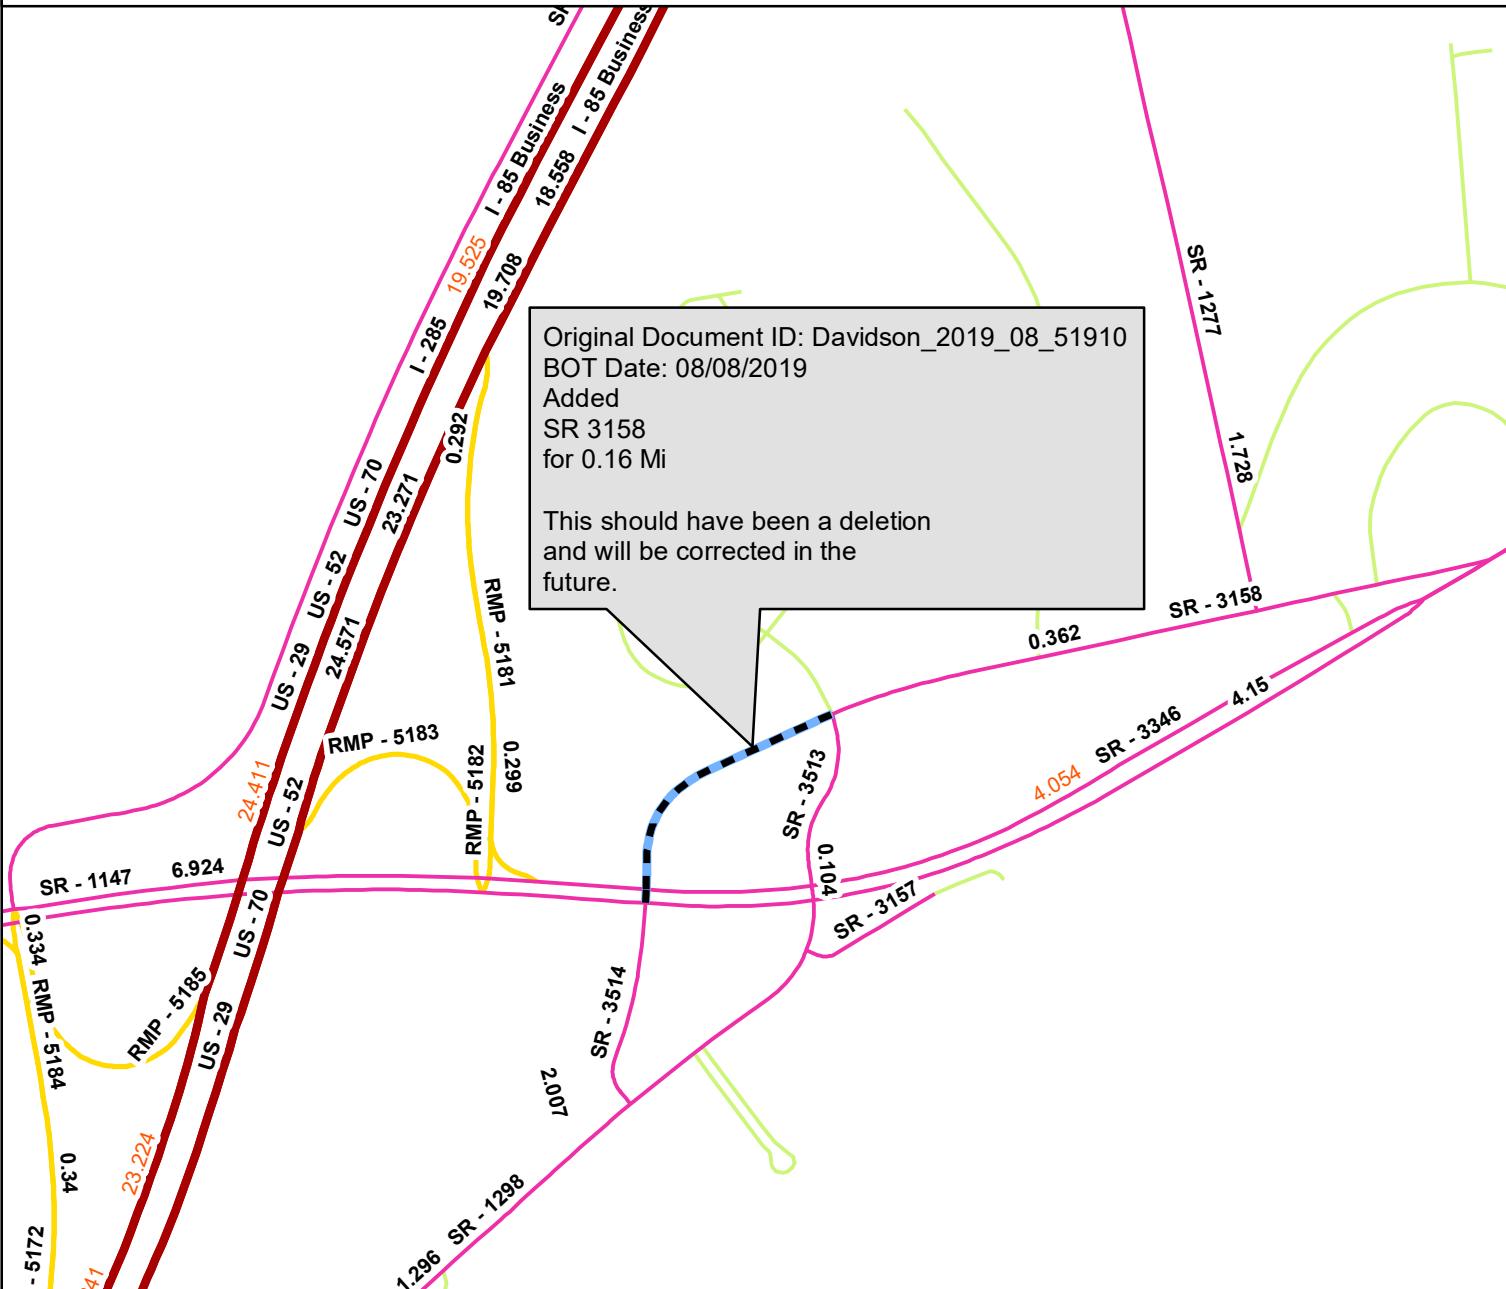 SR
I - 85 Business
I - 85 Business
18.558
19.525
19.708
I - 285
Original Document ID: Davidson_2019_08_51910
BOT Date: 08/08/2019
Added
SR 3158
for 0.16 Mi
This should have been a deletion
and will be corrected in the
future.
SR - 1277
1.728
0.292
US - 70
23.271
US - 52
RMP - 5181
SR - 3158
0.362
24.571
US - 29
4.15
SR - 3346
4.054
RMP - 5183
RMP - 5182
0.299
SR - 3513
24.411
US - 52
0.104
SR - 1147
6.924
SR - 3157
US - 70
0.334
RMP - 5185
RMP - 5184
US - 29
SR - 3514
2.007
23.224
0.34
SR - 1298
- 5172
1.296
41